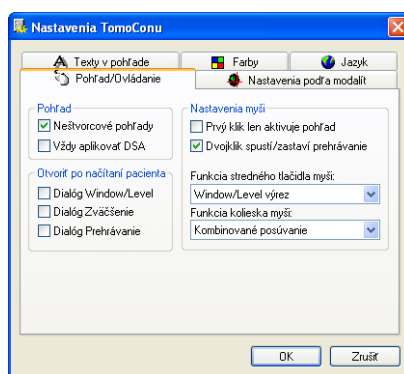 Nastavenia TomoConu
Texty v pohľade
Farby
Jazyk
Pohľad/Ovládanie
Nastavenia podľa modalít
Pohľad
Neštvorcové pohľady
Vždy aplikovať DSA
Otvoriť po načítaní pacienta
Dialóg Window/Level
Dialóg Zväčšenie
Dialóg Prehrávanie
Nastavenia myši
Prvý klik len aktivuje pohľad
Dvojklik spustí/zastaví prehrávanie
Funkcia stredného tlačidla myši:
Window/Level výrez
Funkcia kolieska myši:
Kombinované posúvanie
OK
Zrušiť